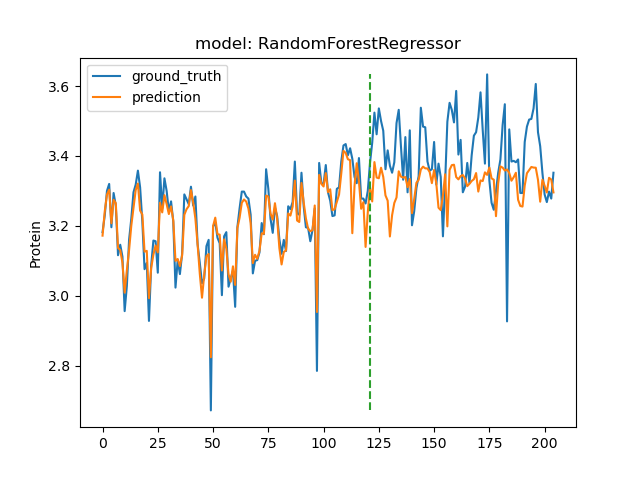 model: RandomForestRegressor
ground_truth
prediction
Protein
3.6
3.4
3.2
3.0
2.8
0 25 50 75 100 125 150 175 200